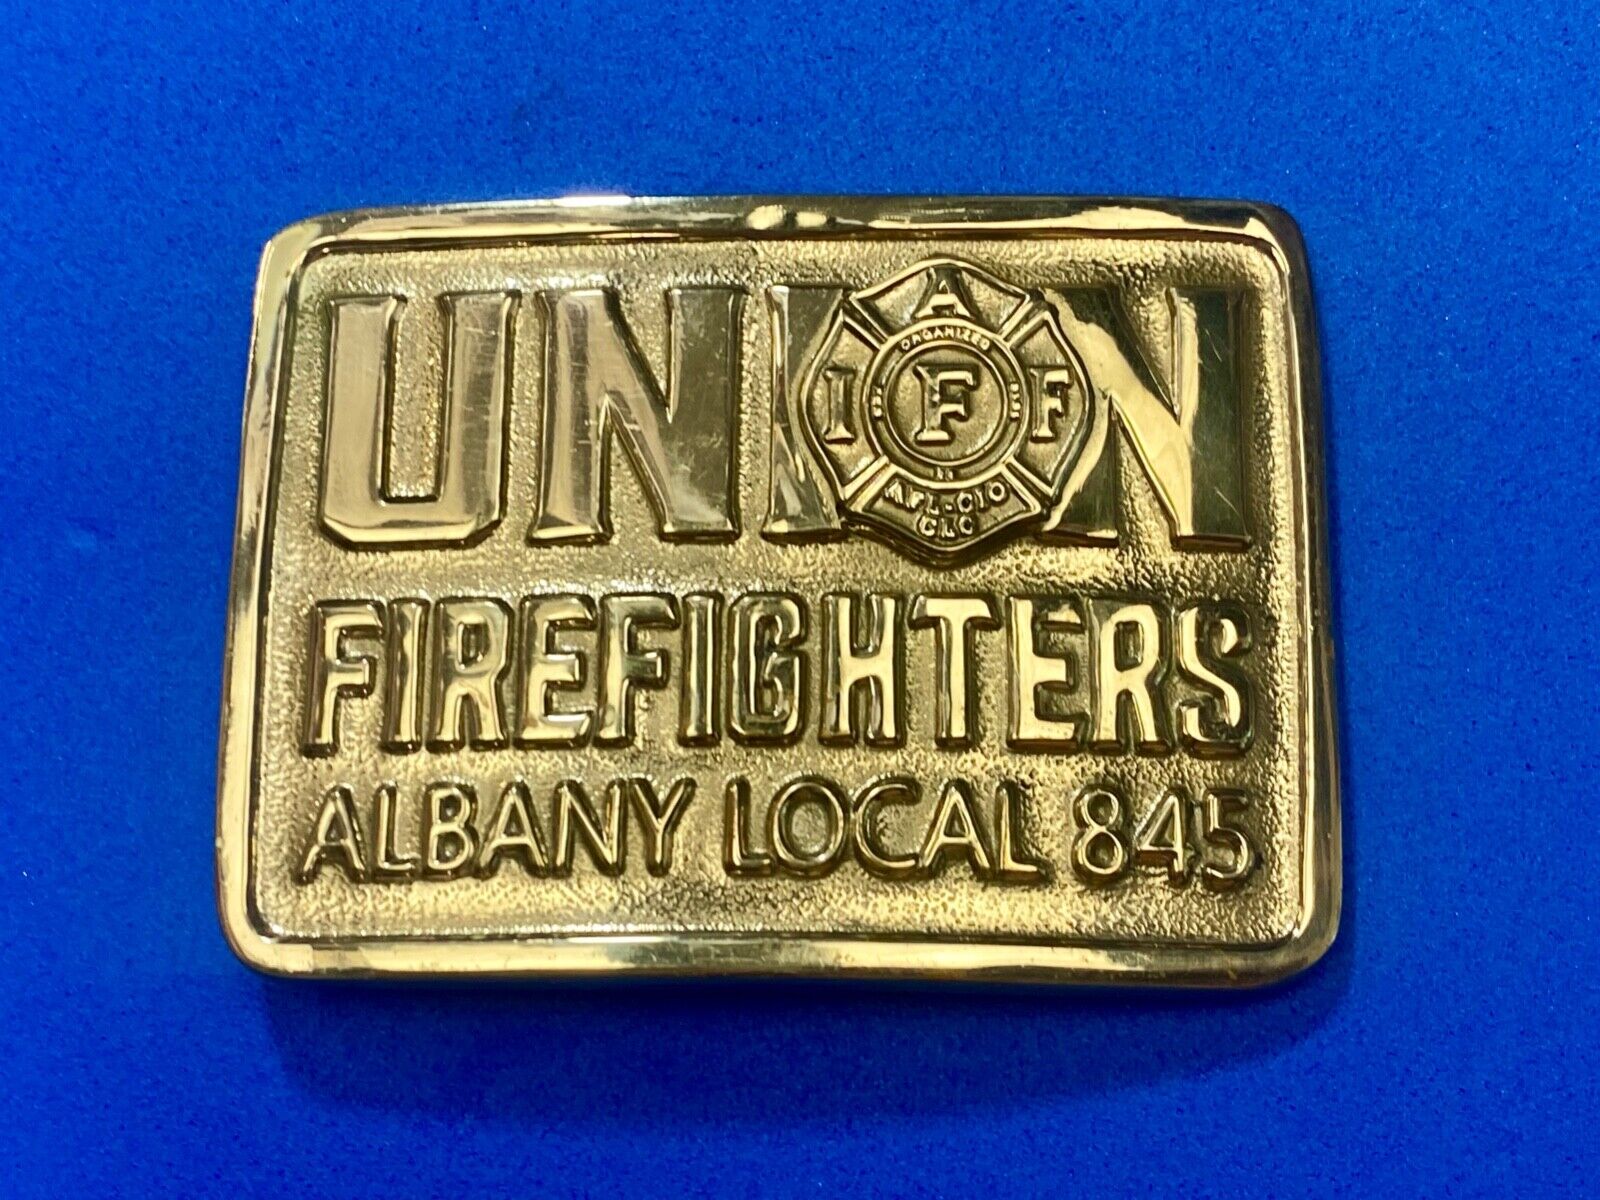 UNION
A
ORGANIZED
I F F
AFL-CIO
CLC
FIREFIGHTERS
ALBANY LOCAL 845